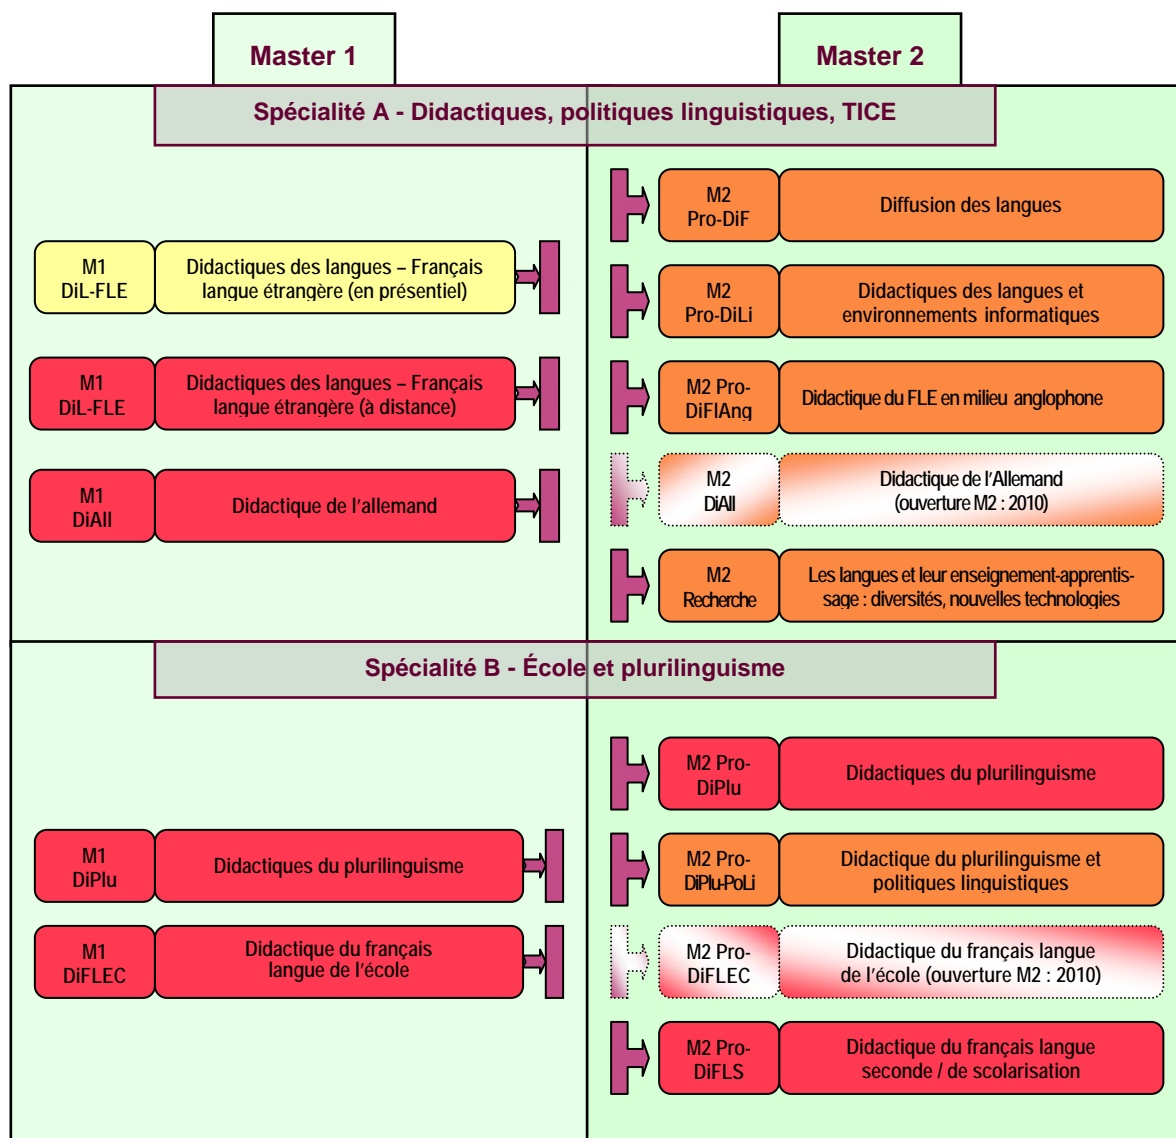 Master 1
Master 2
Spécialité A - Didactiques, politiques linguistiques, TICE
M1
DiL-FLE
Didactiques des langues – Français
langue étrangère (en présentiel)
M1
DiL-FLE
Didactiques des langues – Français
langue étrangère (à distance)
M1
DiAll
Didactique de l'allemand
M2
Pro-DiF
Diffusion des langues
M2
Pro-DiLi
Didactiques des langues et
environnements informatiques
M2 Pro-
DiFlAng
Didactique du FLE en milieu anglophone
M2
DiAll
Didactique de l'Allemand
(ouverture M2 : 2010)
M2
Recherche
Les langues et leur enseignement-apprentis-
sage : diversités, nouvelles technologies
Spécialité B - École et plurilinguisme
M1
DiPlu
Didactiques du plurilinguisme
M1
DiFLEC
Didactique du français
langue de l'école
M2 Pro-
DiPlu
Didactiques du plurilinguisme
M2 Pro-
DiPlu-PoLi
Didactique du plurilinguisme et
politiques linguistiques
M2 Pro-
DiFLEC
Didactique du français langue
de l'école (ouverture M2 : 2010)
M2 Pro-
DiFLS
Didactique du français langue
seconde / de scolarisation